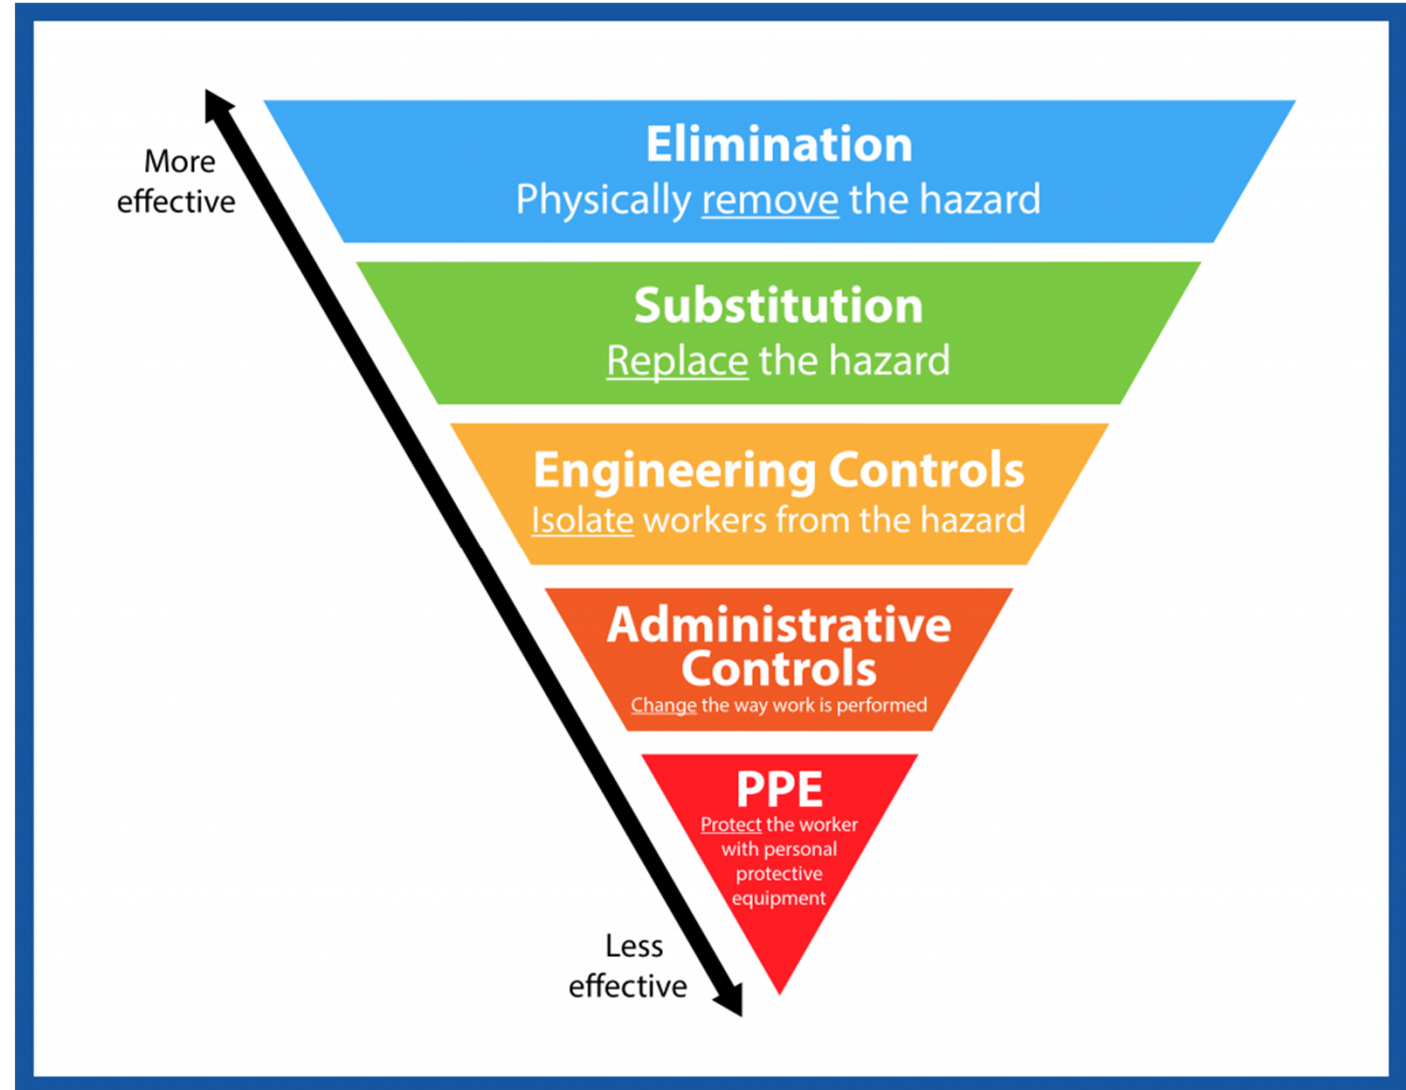 More
effective
Elimination
Physically remove the hazard
Substitution
Replace the hazard
Engineering Controls
Isolate workers from the hazard
Administrative
Controls
Change the way work is performed
PPE
Protect the worker
with personal
protective
equipment
Less
effective